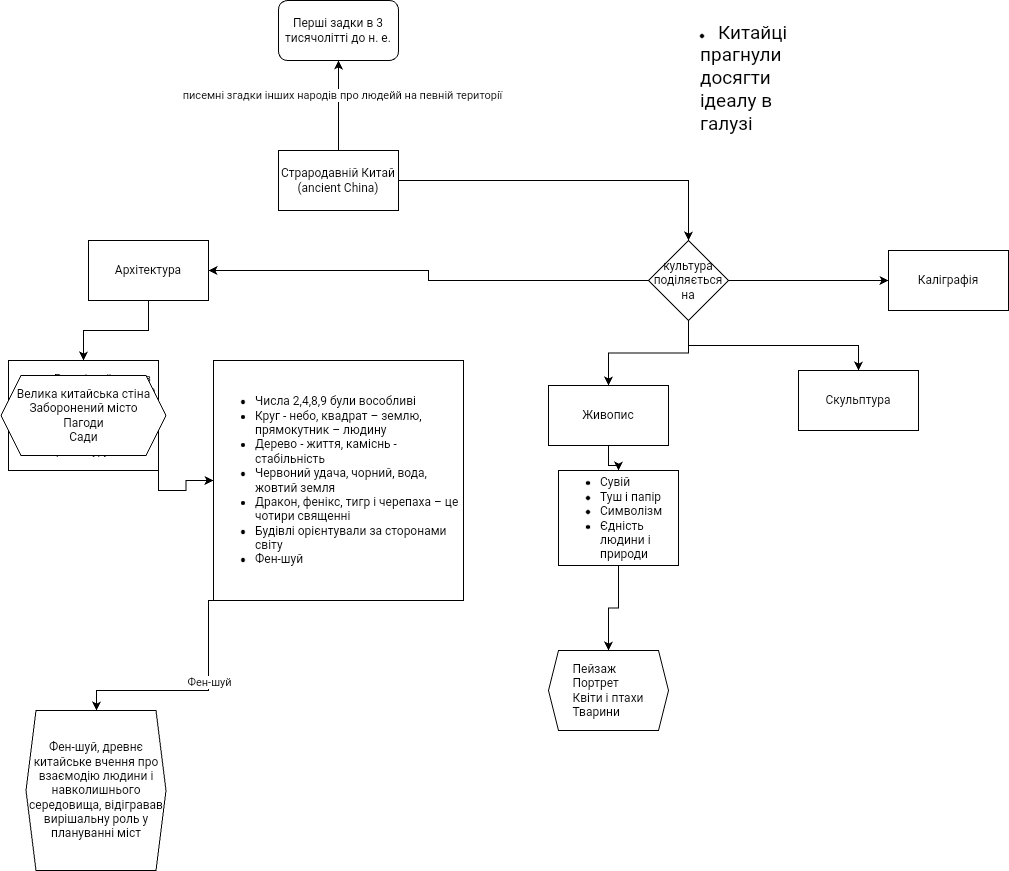 Перші задки в 3
тисячолітті до н. е.
• Китайці
прагнули
досягти
ідеалу в
галузі
писемні згадки інших народів про людейй на певній території
Страродавній Китай
(ancient China)
Архітектура
культура
поділяється
на
Каліграфія
Велика китайська стіна
Заборонений місто
Пагоди
Сади
• Числа 2,4,8,9 були вособливі
• Круг - небо, квадрат – землю,
прямокутник – людину
• Дерево - життя, каміснь -
стабільність
• Червоний удача, чорний, вода,
жовтий земля
• Дракон, фенікс, тигр і черепаха – це
чотири священні
• Будівлі орієнтували за сторонами
світу
• Фен-шуй
Живопис
Скульптура
• Сувій
• Туш і папір
• Символізм
• Єдність
людини і
природи
Пейзаж
Портрет
Квіти і птахи
Тварини
Фен-шуй
Фен-шуй, древнє
китайське вчення про
взаємодію людини і
навколишнього
середовища, відігравав
вирішальну роль у
плануванні міст